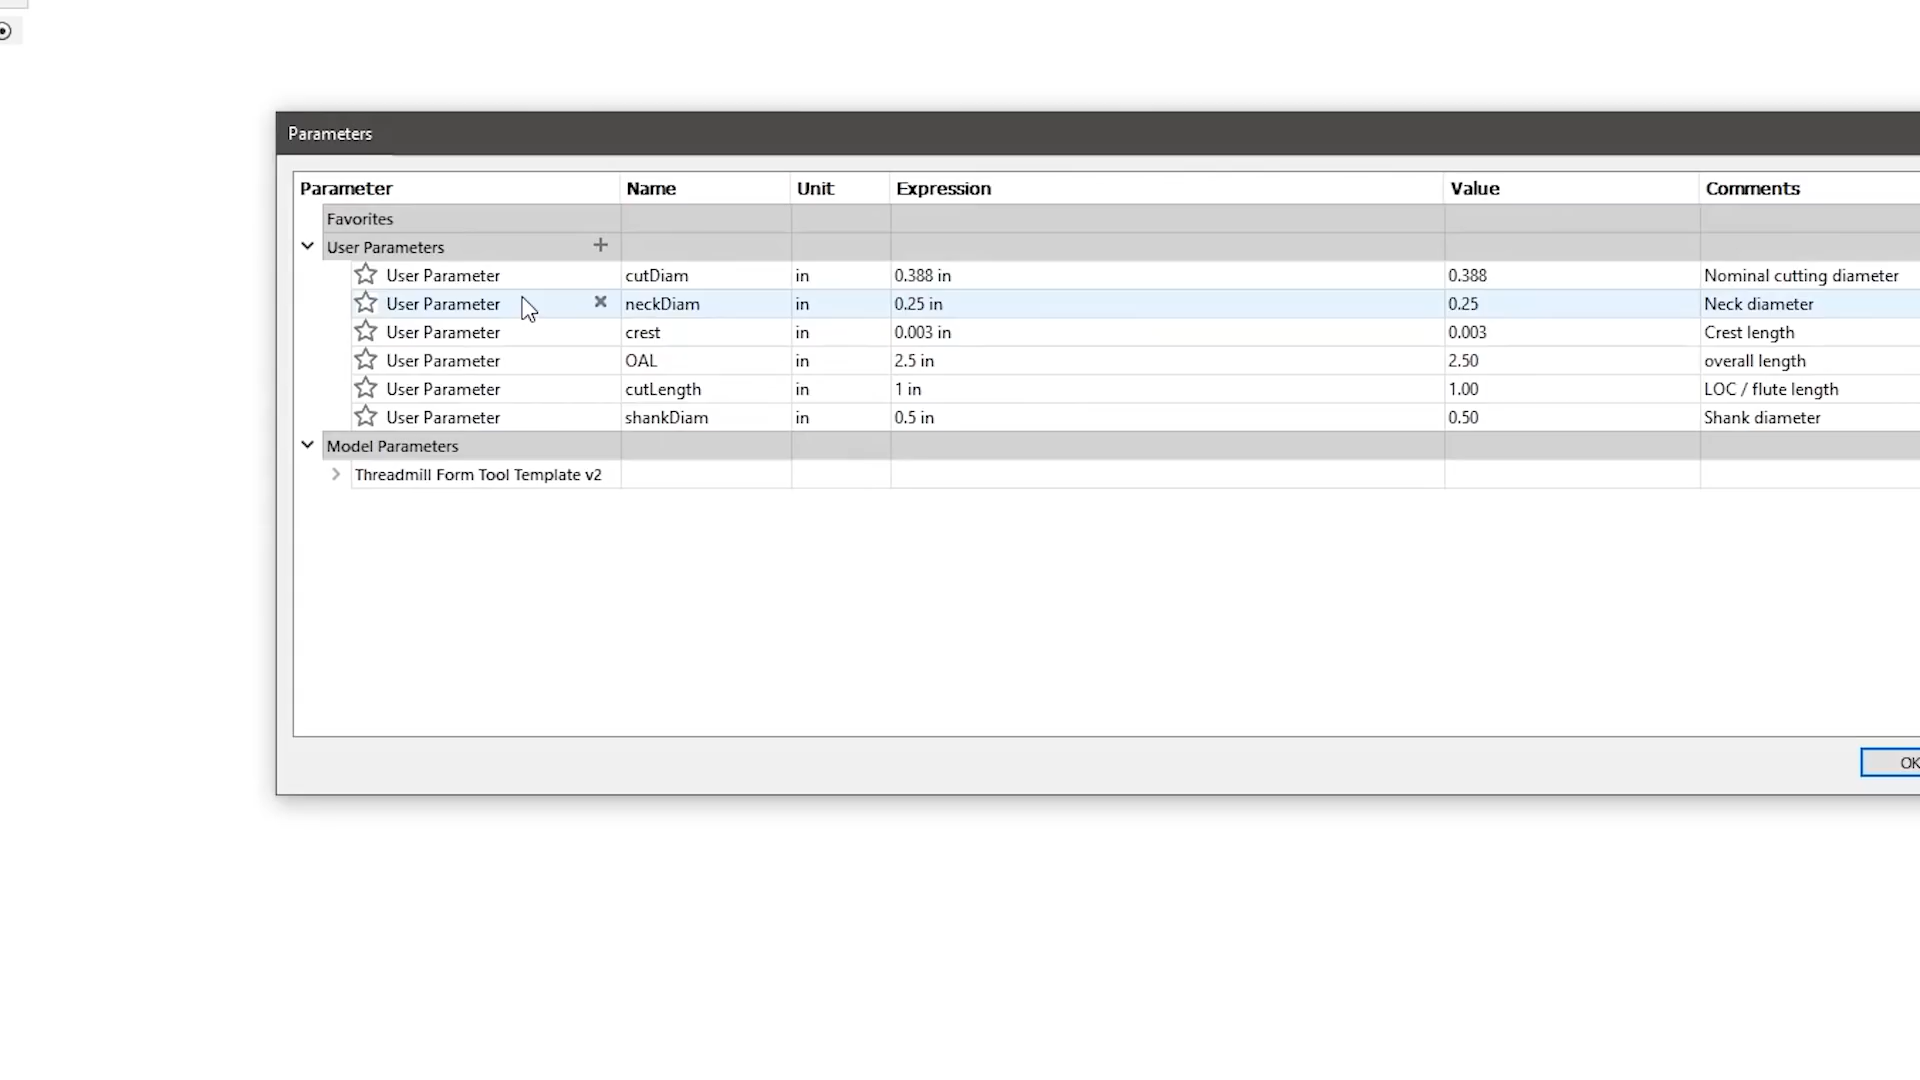 Parameters
Parameter Name Unit Expression Value Comments
Favorites
User Parameters
User Parameter cutDiam in 0.388 in 0.388 Nominal cutting diameter
User Parameter neckDiam in 0.25 in 0.25 Neck diameter
User Parameter crest in 0.003 in 0.003 Crest length
User Parameter OAL in 2.5 in 2.50 overall length
User Parameter cutLength in 1 in 1.00 LOC / flute length
User Parameter shankDiam in 0.5 in 0.50 Shank diameter
Model Parameters
Threadmill Form Tool Template v2
OK